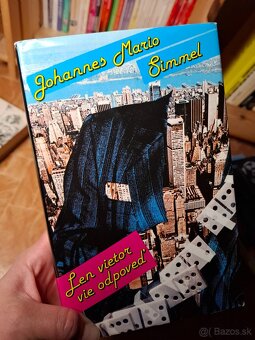 Johannes Mario
Simmel
Len vietor
vie odpoveď
Bazos.sk